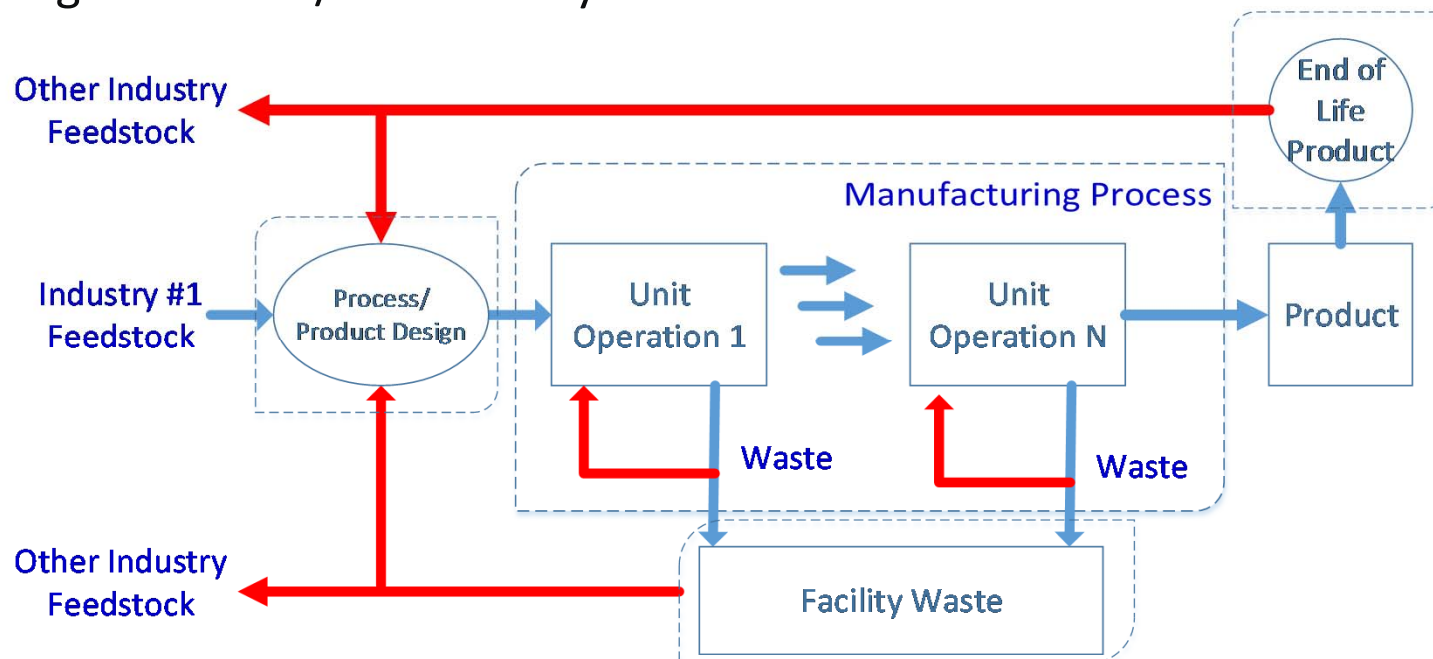 Other Industry
Feedstock
End of
Life
Product
Manufacturing Process
Industry #1
Feedstock
Process/
Product Design
Unit
Operation 1
Unit
Operation N
Product
Waste
Waste
Other Industry
Feedstock
Facility Waste